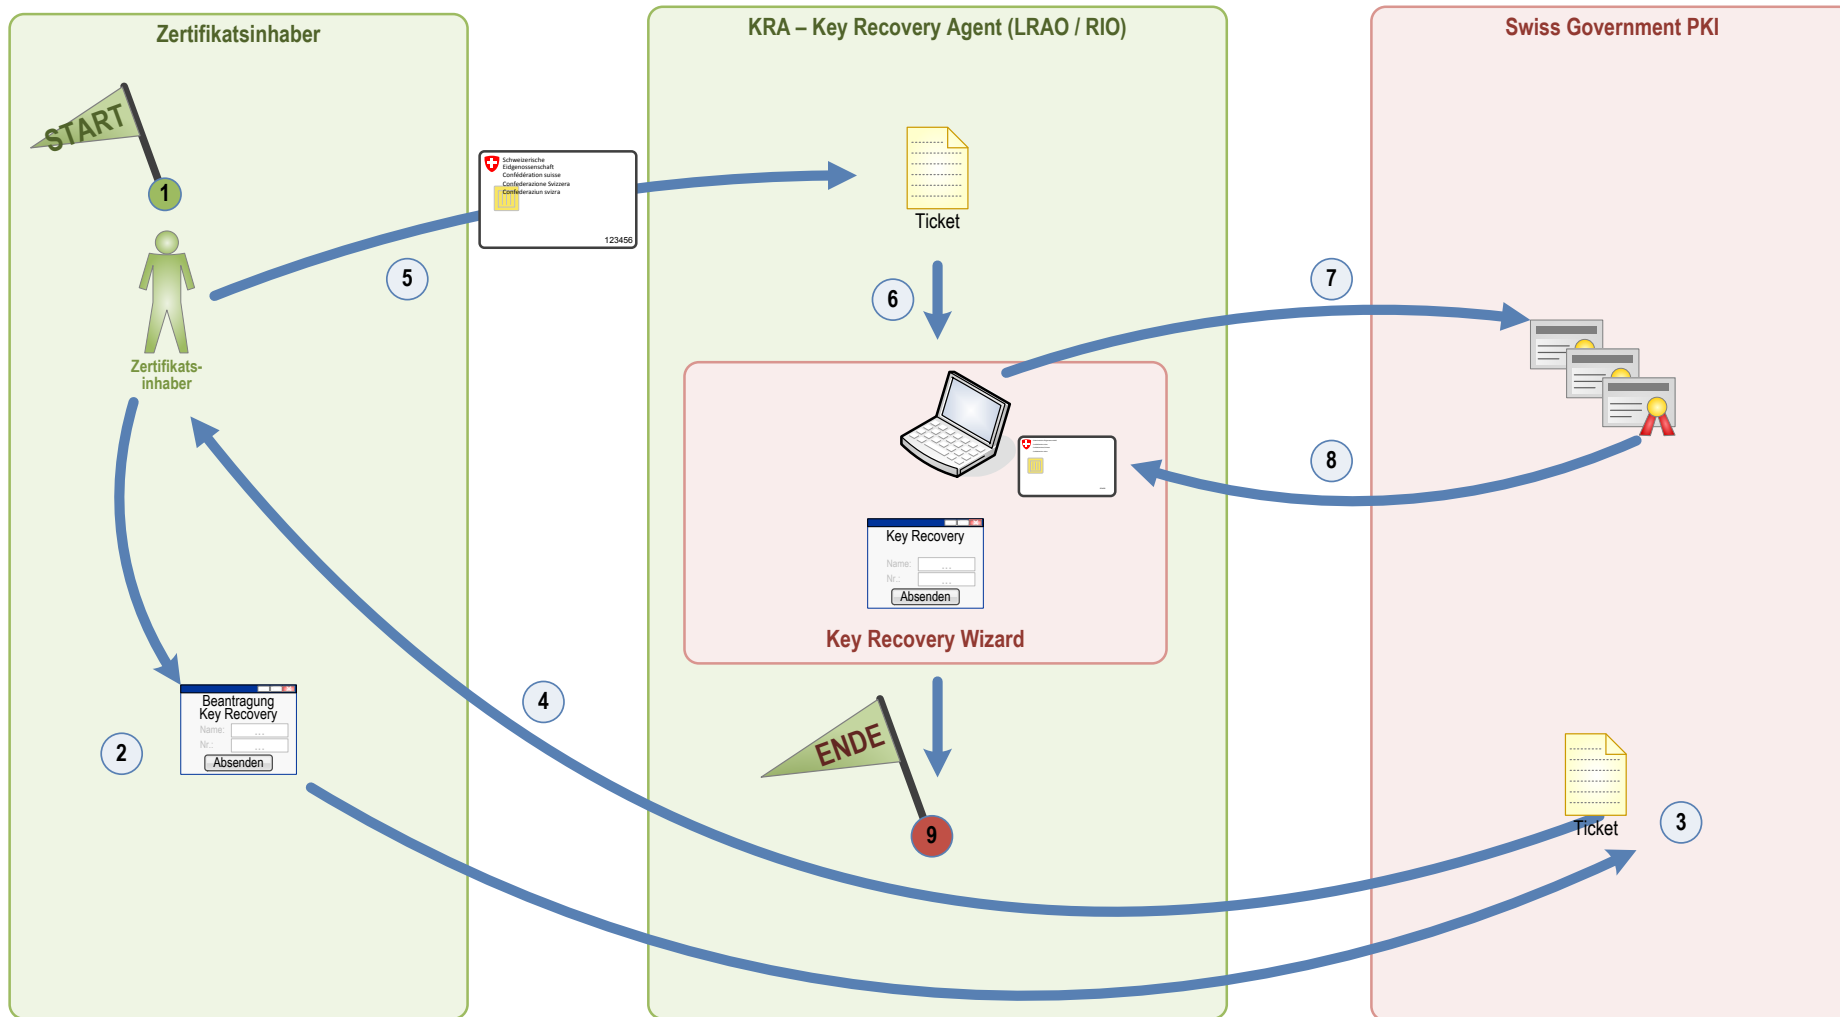 Zertifikatsinhaber
KRA – Key Recovery Agent (LRAO / RIO)
Swiss Government PKI
START
1
Schweizerische
Eidgenossenschaft
Confédération suisse
Confederazione Svizzera
Confederaziun svizra
123456
Ticket
5
6
7
Zertifikats-
inhaber
8
Key Recovery
Name: ...
Nr.: ...
Absenden
Key Recovery Wizard
4
Beantragung
Key Recovery
Name: ...
Nr.: ...
Absenden
2
ENDE
9
Ticket
3